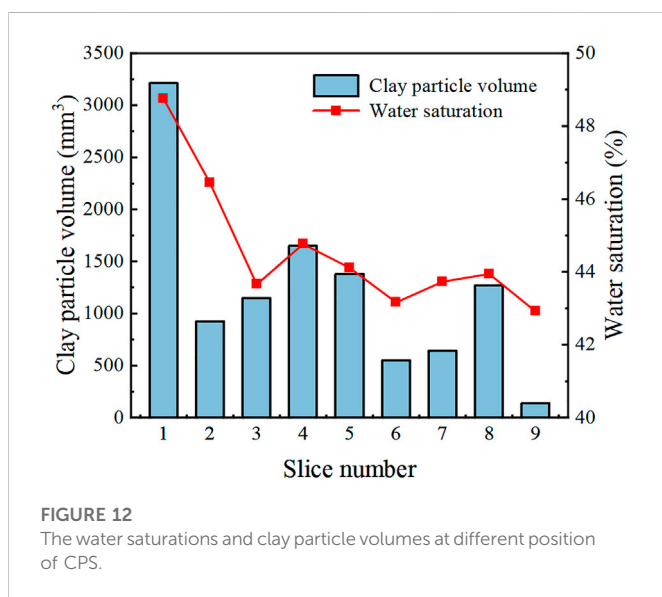 3500
3000
2500
2000
1500
1000
500
0
Clay particle volume (mm³)
50
48
46
44
42
40
Water saturation (%)
Clay particle volume
Water saturation
1 2 3 4 5 6 7 8 9
Slice number
FIGURE 12
The water saturations and clay particle volumes at different position
of CPS.